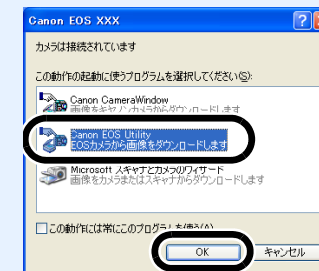 Canon EOS XXX
カメラは接続されています
この動作の起動に使うプログラムを選択してください(S):
Canon CameraWindow
画像をキヤノンカメラからダウンロードします
Canon EOS Utility
EOSカメラから画像をダウンロードします
Microsoft スキャナとカメラのウィザード
画像をカメラまたはスキャナからダウンロードします
この動作には常にこのプログラムを使う(A)
OK
キャンセル